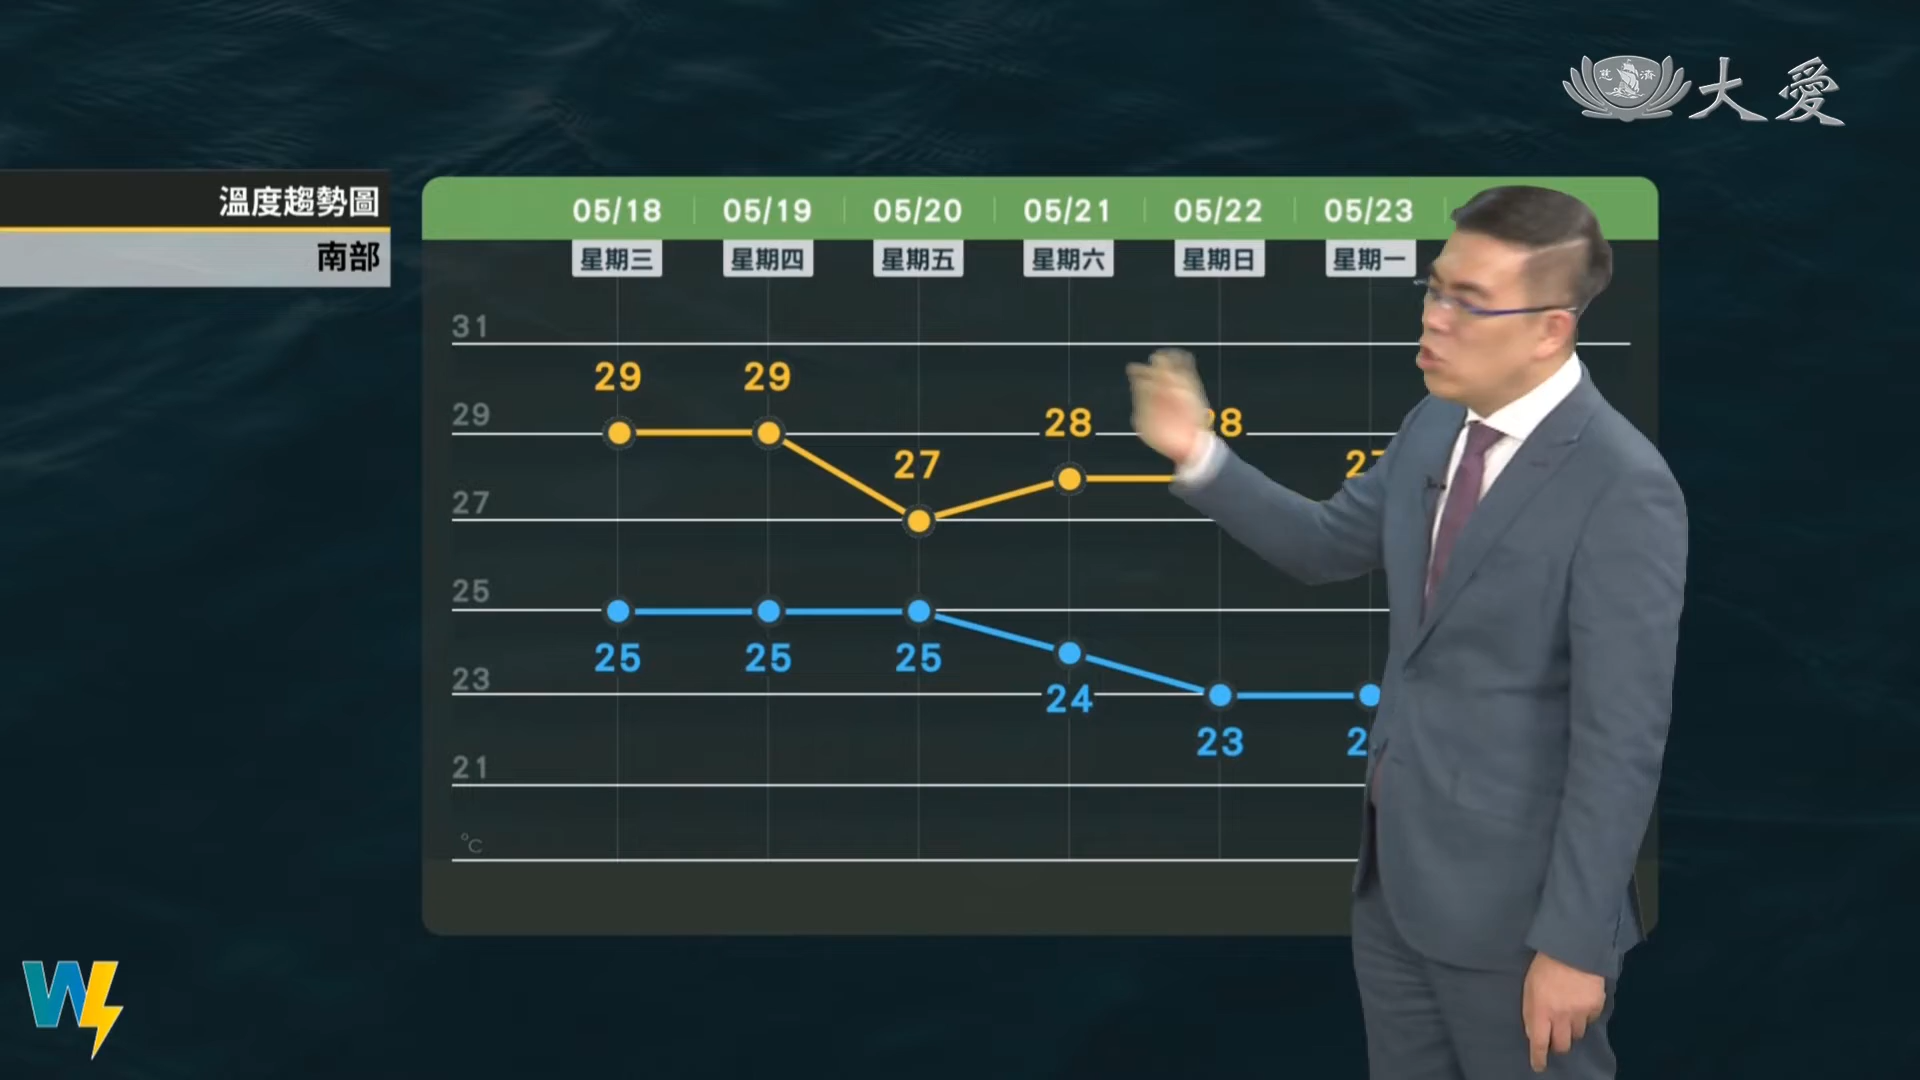 慈濟
大愛
溫度趨勢圖
南部
05/18 05/19 05/20 05/21 05/22 05/23
星期三 星期四 星期五 星期六 星期日 星期一
31
29 29
29
28
27
27
25
25 25 25
24
23
23
21
°C
W